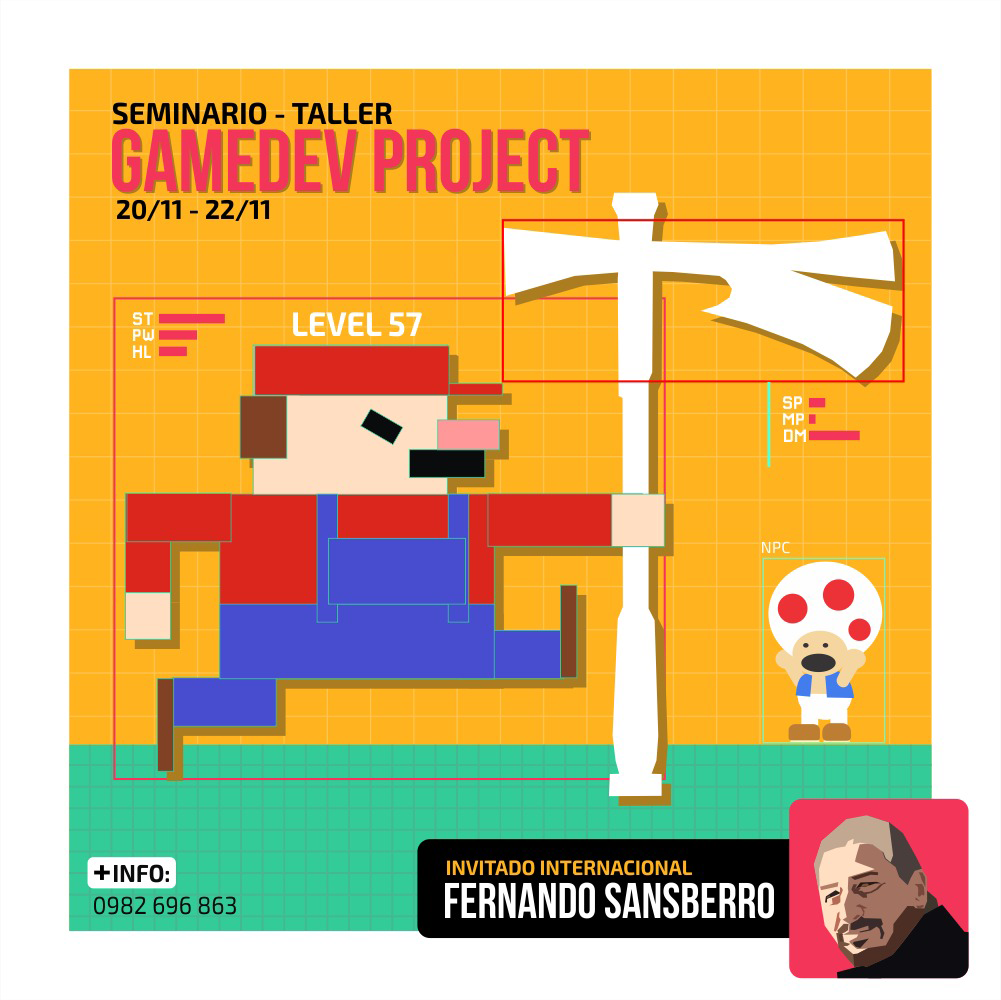 SEMINARIO - TALLER
GAMEDEV PROJECT
20/11 - 22/11
LEVEL 57
ST
PW
HL
SP
MP
DM
NPC
+INFO:
0982 696 863
INVITADO INTERNACIONAL
FERNANDO SANSBERRO